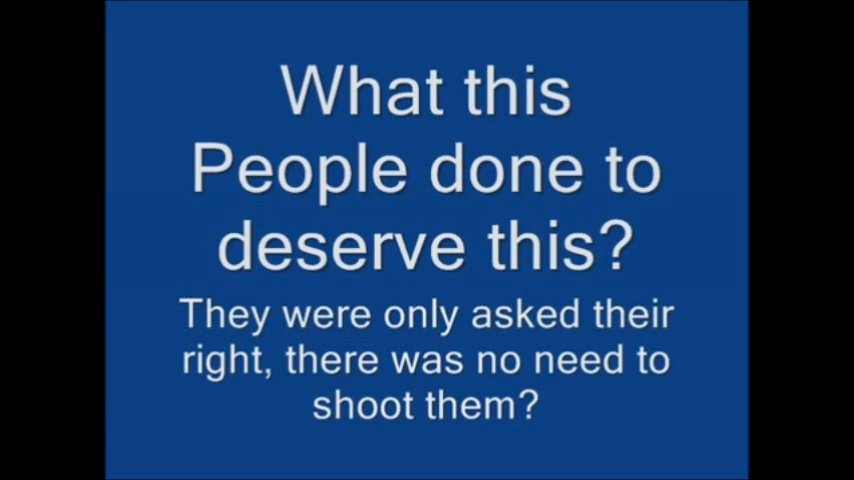 What this
People done to
deserve this?
They were only asked their
right, there was no need to
shoot them?